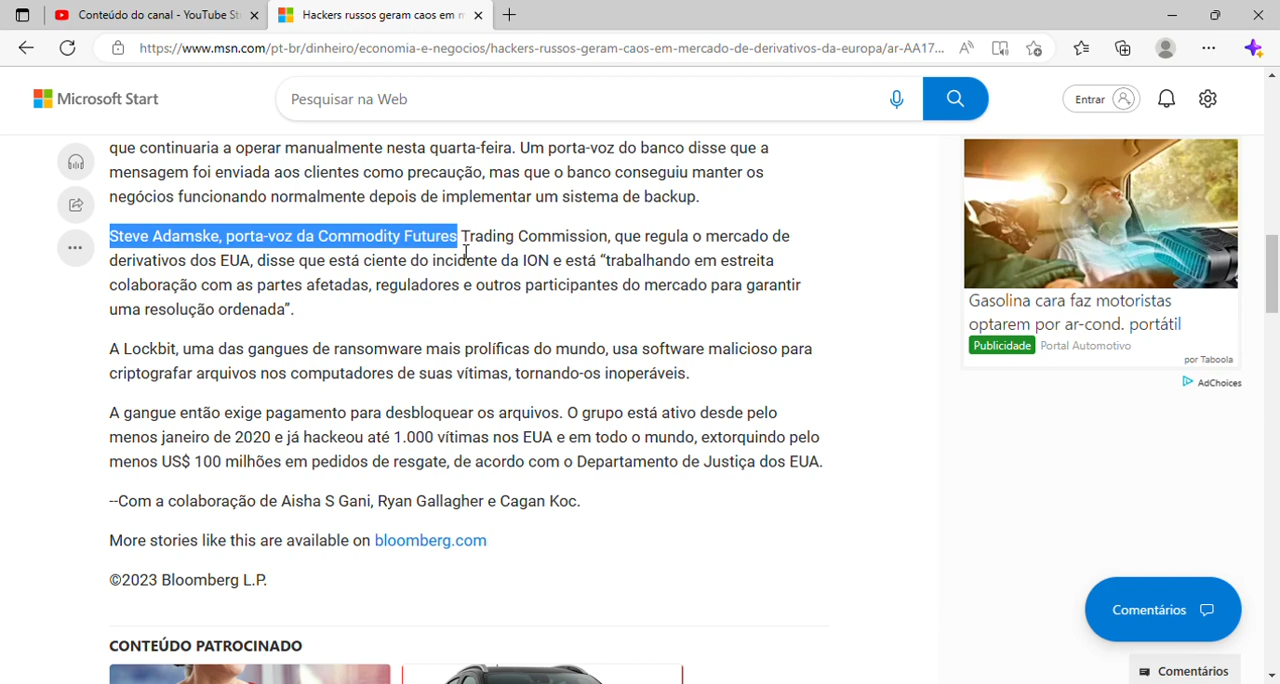 Conteúdo do canal - YouTube St
Hackers russos geram caos em m
https://www.msn.com/pt-br/dinheiro/economia-e-negocios/hackers-russos-geram-caos-em-mercado-de-derivativos-da-europa/ar-AA17...
Microsoft Start
Pesquisar na Web
Entrar
que continuaria a operar manualmente nesta quarta-feira. Um porta-voz do banco disse que a
mensagem foi enviada aos clientes como precaução, mas que o banco conseguiu manter os
negócios funcionando normalmente depois de implementar um sistema de backup.
Steve Adamske, porta-voz da Commodity Futures Trading Commission, que regula o mercado de
derivativos dos EUA, disse que está ciente do incidente da ION e está “trabalhando em estreita
colaboração com as partes afetadas, reguladores e outros participantes do mercado para garantir
uma resolução ordenada”.
A Lockbit, uma das gangues de ransomware mais prolíficas do mundo, usa software malicioso para
criptografar arquivos nos computadores de suas vítimas, tornando-os inoperáveis.
A gangue então exige pagamento para desbloquear os arquivos. O grupo está ativo desde pelo
menos janeiro de 2020 e já hackeou até 1.000 vítimas nos EUA e em todo o mundo, extorquindo pelo
menos US$ 100 milhões em pedidos de resgate, de acordo com o Departamento de Justiça dos EUA.
--Com a colaboração de Aisha S Gani, Ryan Gallagher e Cagan Koc.
More stories like this are available on bloomberg.com
©2023 Bloomberg L.P.
CONTEÚDO PATROCINADO
Gasolina cara faz motoristas
optarem por ar-cond. portátil
Publicidade Portal Automotivo
por Taboola
AdChoices
Comentários
Comentários